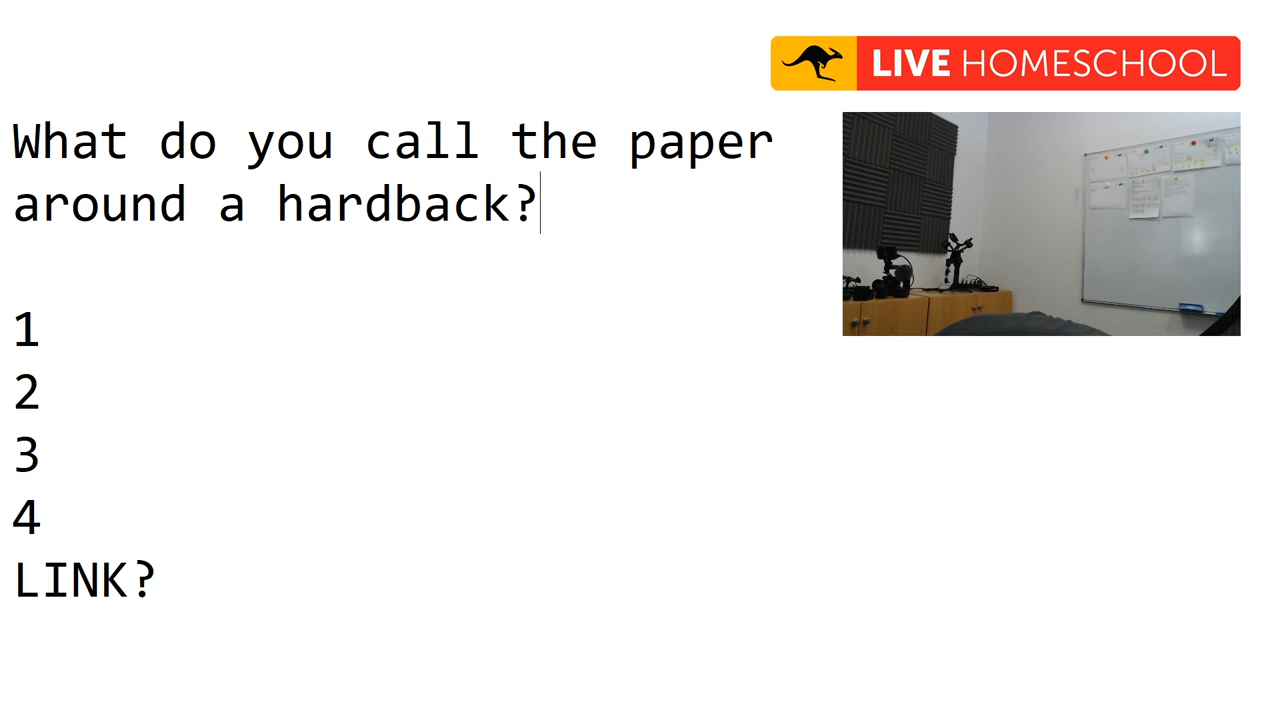 LIVE HOMESCHOOL
What do you call the paper
around a hardback?
1
2
3
4
LINK?